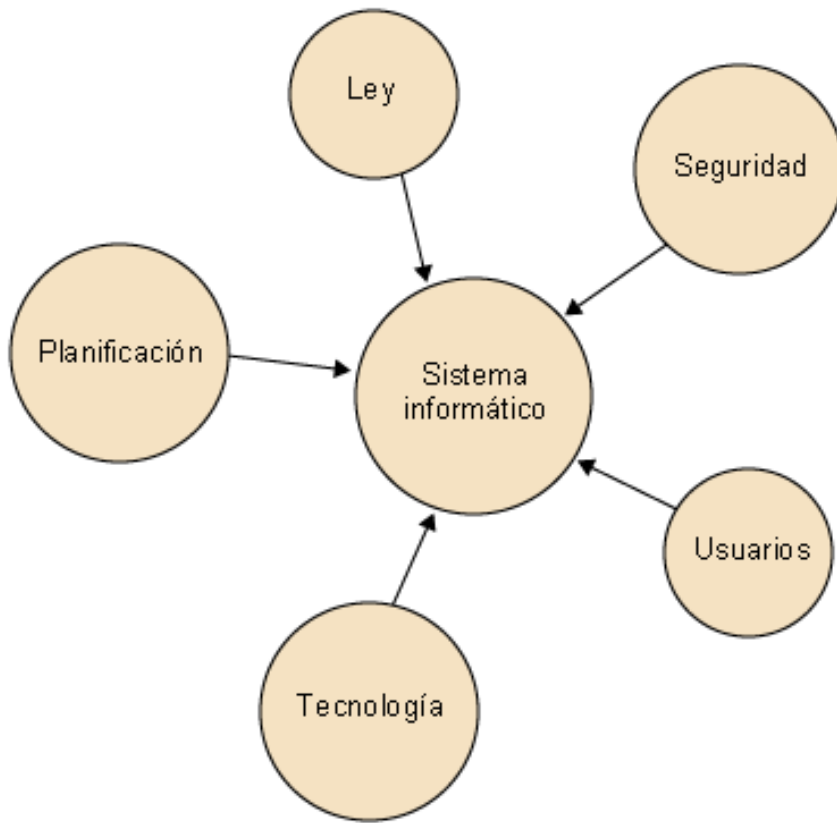 Ley
Seguridad
Planificación
Sistema
informático
Usuarios
Tecnología